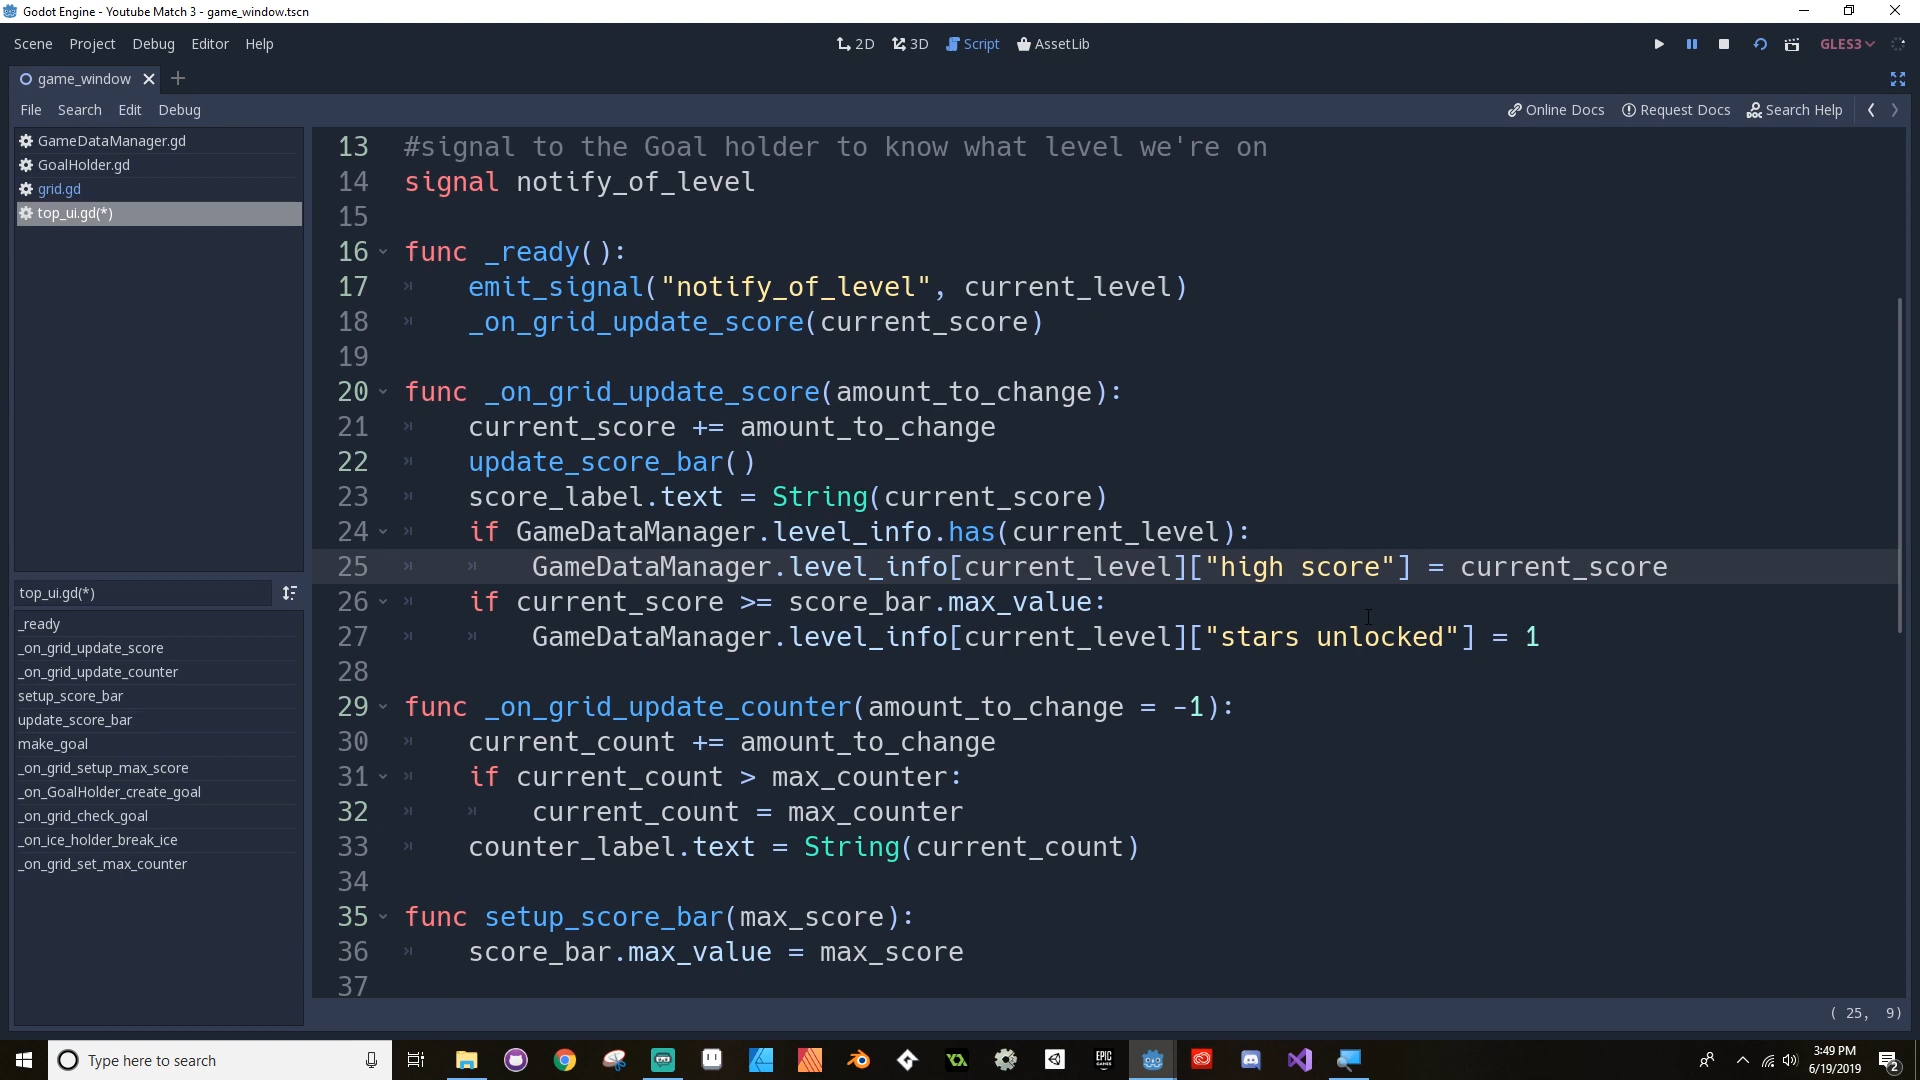 Godot Engine - Youtube Match 3 - game_window.tscn
Scene Project Debug Editor Help
2D 3D Script AssetLib
GLES3
game_window
File Search Edit Debug
Online Docs Request Docs Search Help
GameDataManager.gd
GoalHolder.gd
grid.gd
top_ui.gd(*)
top_ui.gd(*)
_ready
_on_grid_update_score
_on_grid_update_counter
setup_score_bar
update_score_bar
make_goal
_on_grid_setup_max_score
_on_GoalHolder_create_goal
_on_grid_check_goal
_on_ice_holder_break_ice
_on_grid_set_max_counter
13 #signal to the Goal holder to know what level we're on
14 signal notify_of_level
15
16 func _ready():
17 emit_signal("notify_of_level", current_level)
18 _on_grid_update_score(current_score)
19
20 func _on_grid_update_score(amount_to_change):
21 current_score += amount_to_change
22 update_score_bar()
23 score_label.text = String(current_score)
24 if GameDataManager.level_info.has(current_level):
25 GameDataManager.level_info[current_level]["high score"] = current_score
26 if current_score >= score_bar.max_value:
27 GameDataManager.level_info[current_level]["stars unlocked"] = 1
28
29 func _on_grid_update_counter(amount_to_change = -1):
30 current_count += amount_to_change
31 if current_count > max_counter:
32 current_count = max_counter
33 counter_label.text = String(current_count)
34
35 func setup_score_bar(max_score):
36 score_bar.max_value = max_score
37
( 25, 9)
Type here to search
EPIC GAMES
3:49 PM
6/19/2019
2